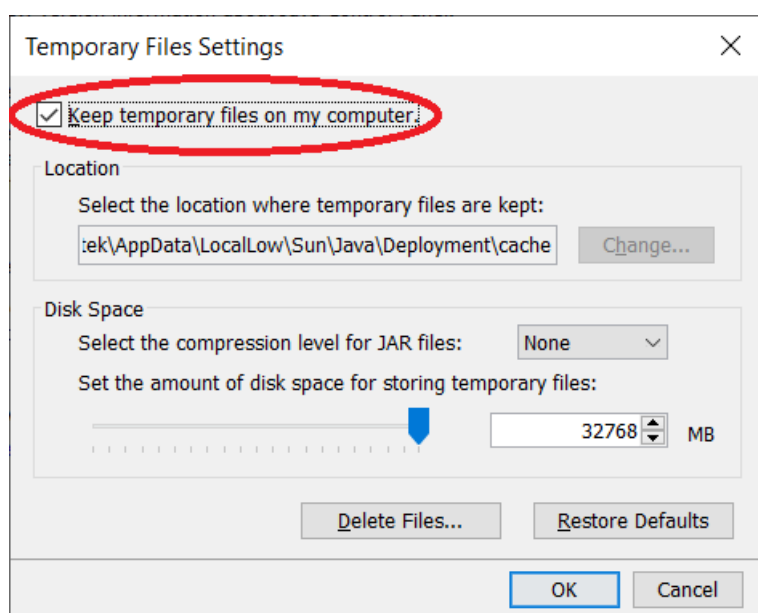 Temporary Files Settings
Keep temporary files on my computer.
Location
Select the location where temporary files are kept:
tek\AppData\LocalLow\Sun\Java\Deployment\cache
Change...
Disk Space
Select the compression level for JAR files:
None
Set the amount of disk space for storing temporary files:
32768
MB
Delete Files...
Restore Defaults
OK
Cancel